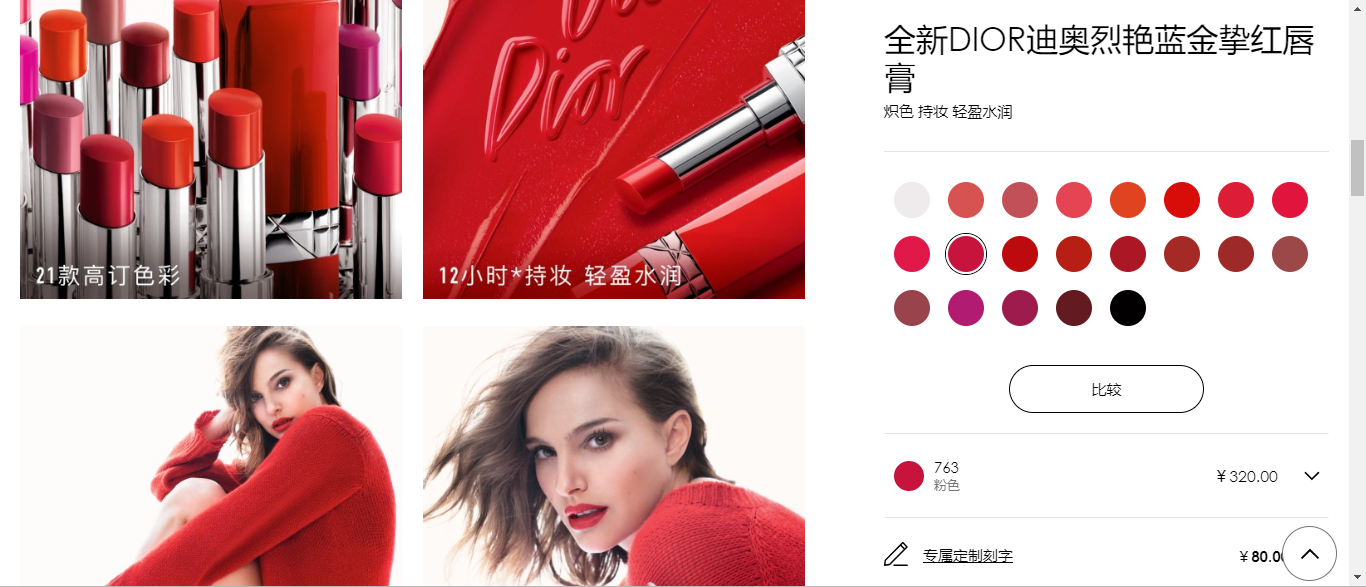 Dior
21款高订色彩
12小时*持妆 轻盈水润
全新DIOR迪奥烈艳蓝金挚红唇
膏
炽色 持妆 轻盈水润
比较
763
粉色
¥ 320.00
专属定制刻字
¥ 80.0